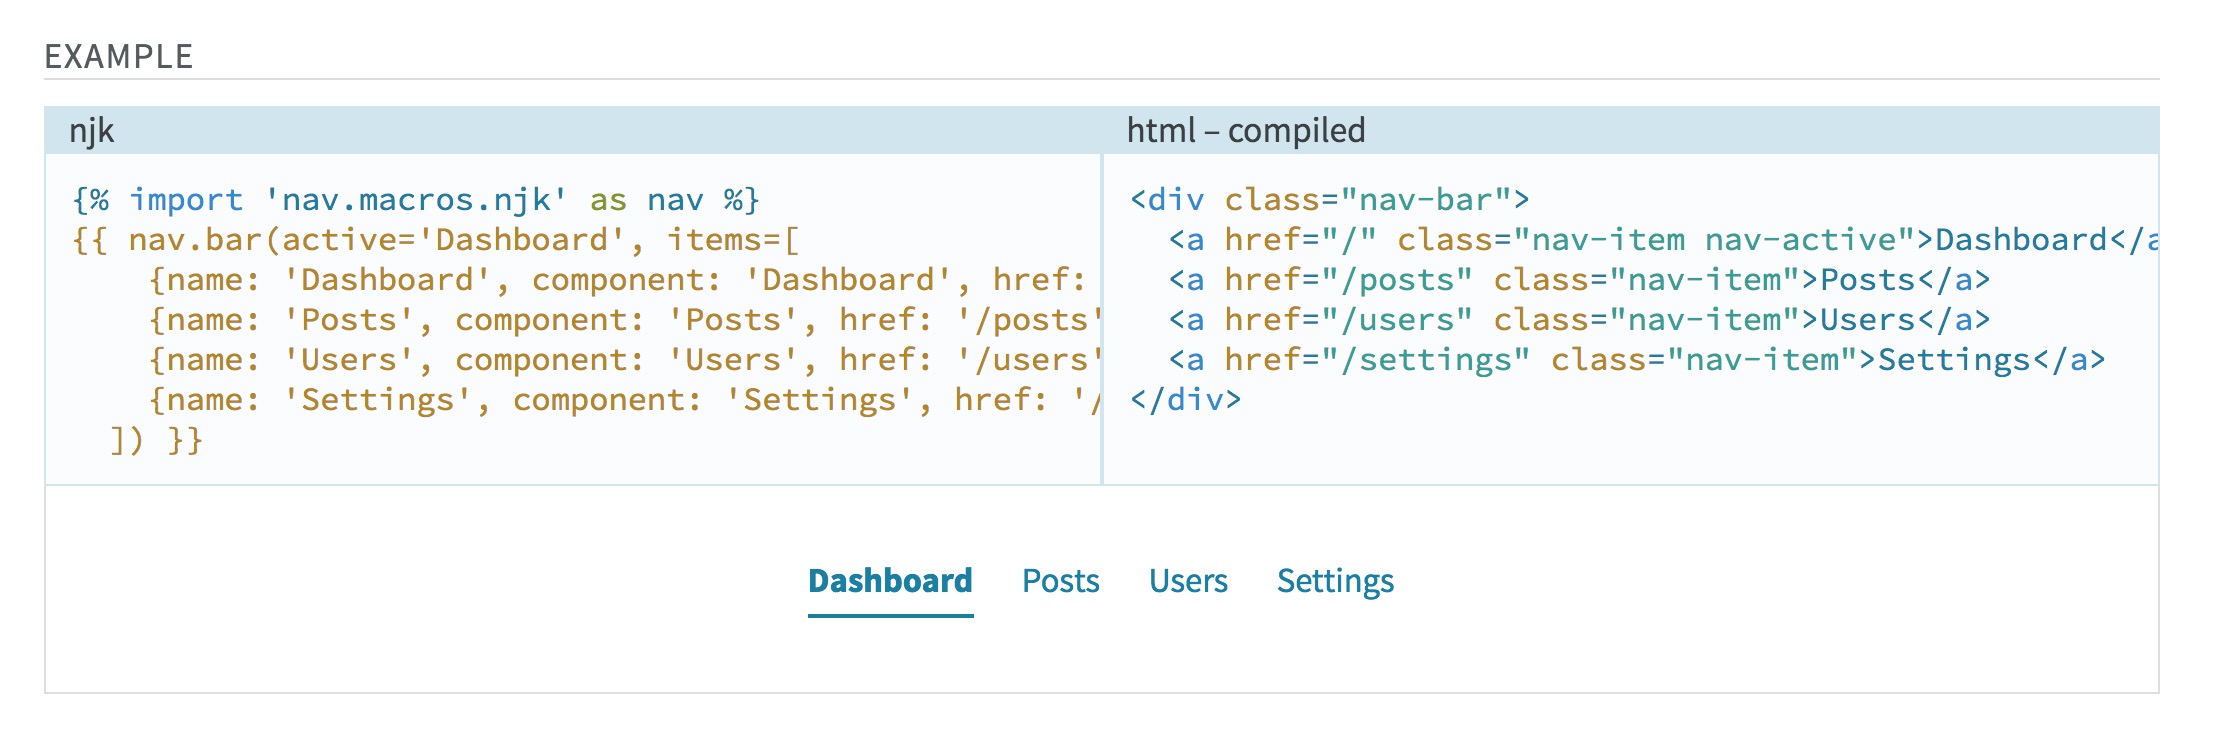 EXAMPLE
njk
{% import 'nav.macros.njk' as nav %}
{{ nav.bar(active='Dashboard', items=[
{name: 'Dashboard', component: 'Dashboard', href:
{name: 'Posts', component: 'Posts', href: '/posts'
{name: 'Users', component: 'Users', href: '/users'
{name: 'Settings', component: 'Settings', href: '/
]) }}
html – compiled
<div class="nav-bar">
<a href="/" class="nav-item nav-active">Dashboard</a
<a href="/posts" class="nav-item">Posts</a>
<a href="/users" class="nav-item">Users</a>
<a href="/settings" class="nav-item">Settings</a>
</div>
Dashboard Posts Users Settings